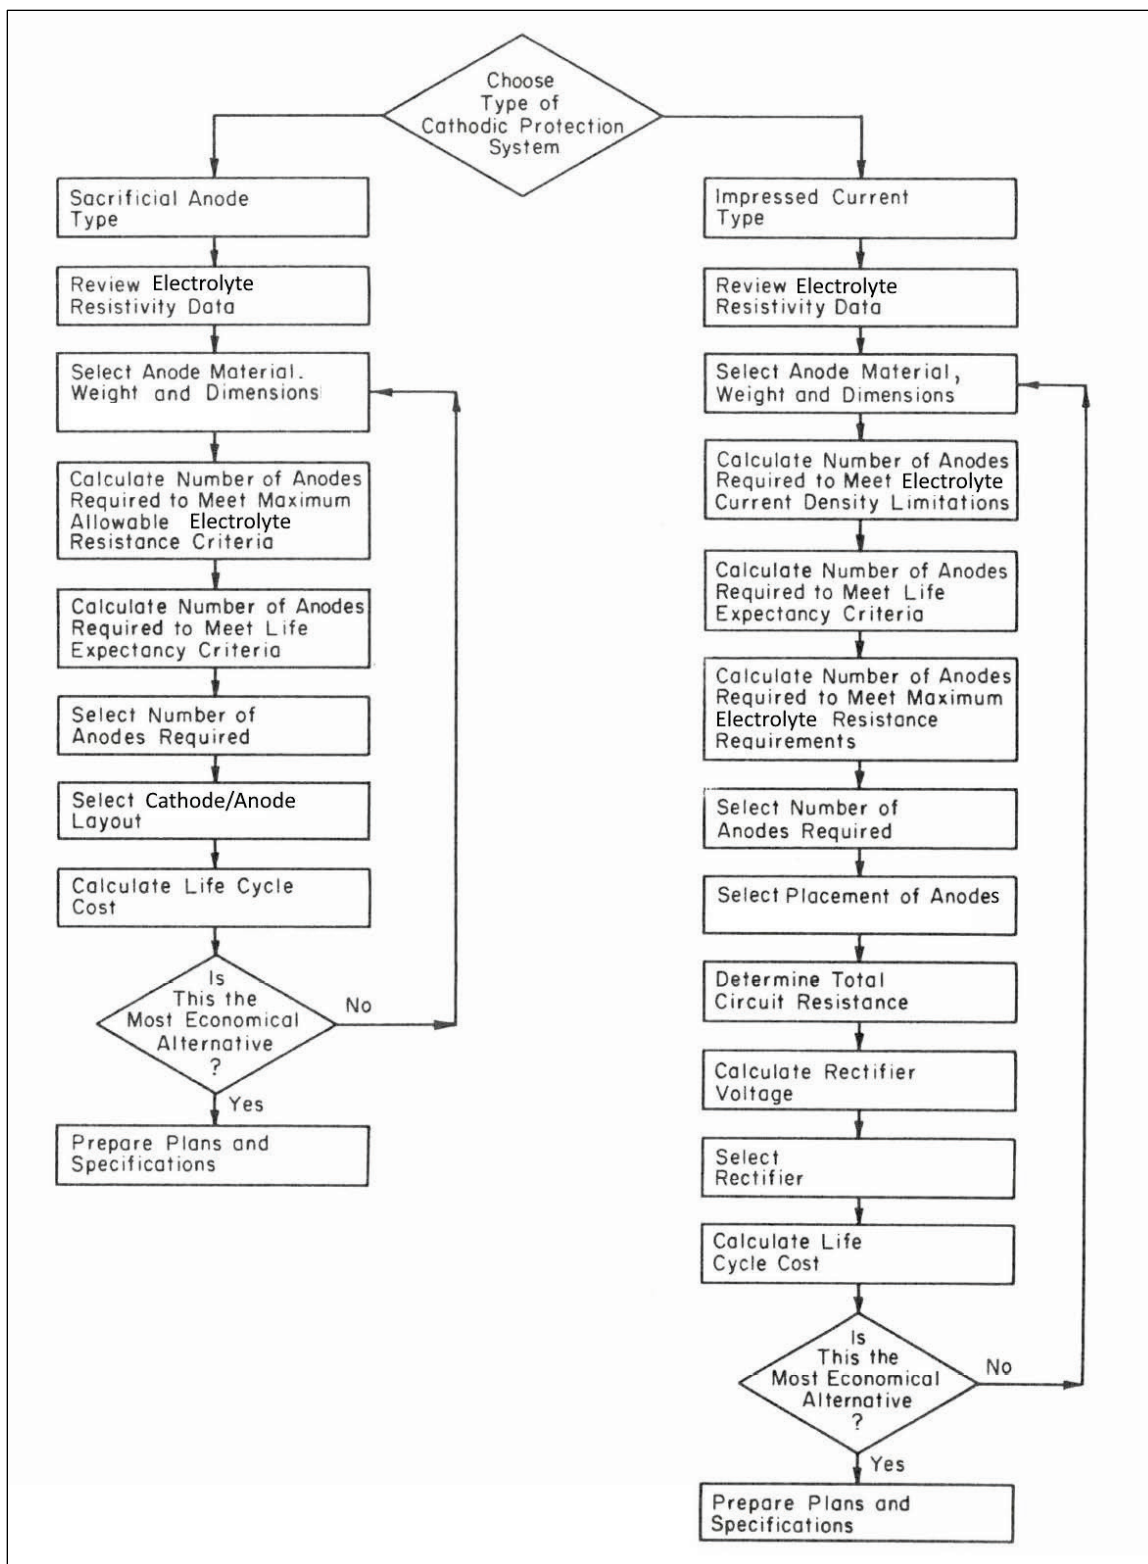 Choose
Type of
Cathodic Protection
System
Sacrificial Anode
Type
Review Electrolyte
Resistivity Data
Select Anode Material.
Weight and Dimensions
Calculate Number of Anodes
Required to Meet Maximum
Allowable Electrolyte
Resistance Criteria
Calculate Number of Anodes
Required to Meet Life
Expectancy Criteria
Select Number of
Anodes Required
Select Cathode/Anode
Layout
Calculate Life Cycle
Cost
Is
This the
Most Economical
Alternative
?
No
Yes
Prepare Plans and
Specifications
Impressed Current
Type
Review Electrolyte
Resistivity Data
Select Anode Material,
Weight and Dimensions
Calculate Number of Anodes
Required to Meet Electrolyte
Current Density Limitations
Calculate Number of Anodes
Required to Meet Life
Expectancy Criteria
Calculate Number of Anodes
Required to Meet Maximum
Electrolyte Resistance
Requirements
Select Number of
Anodes Required
Select Placement of Anodes
Determine Total
Circuit Resistance
Calculate Rectifier
Voltage
Select
Rectifier
Calculate Life
Cycle Cost
Is
This the
Most Economical
Alternative
?
No
Yes
Prepare Plans and
Specifications